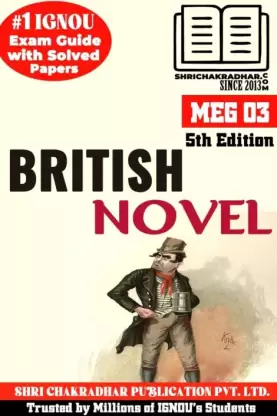 #1 IGNOU
Exam Guide
with Solved
Papers
SHRICHAKRADHAR.COM
SINCE 2013
MEG 03
5th Edition
BRITISH
NOVEL
Kyd
SHRI CHAKRADHAR PUBLICATION PVT. LTD.
Trusted by Millions of IGNOU's Students